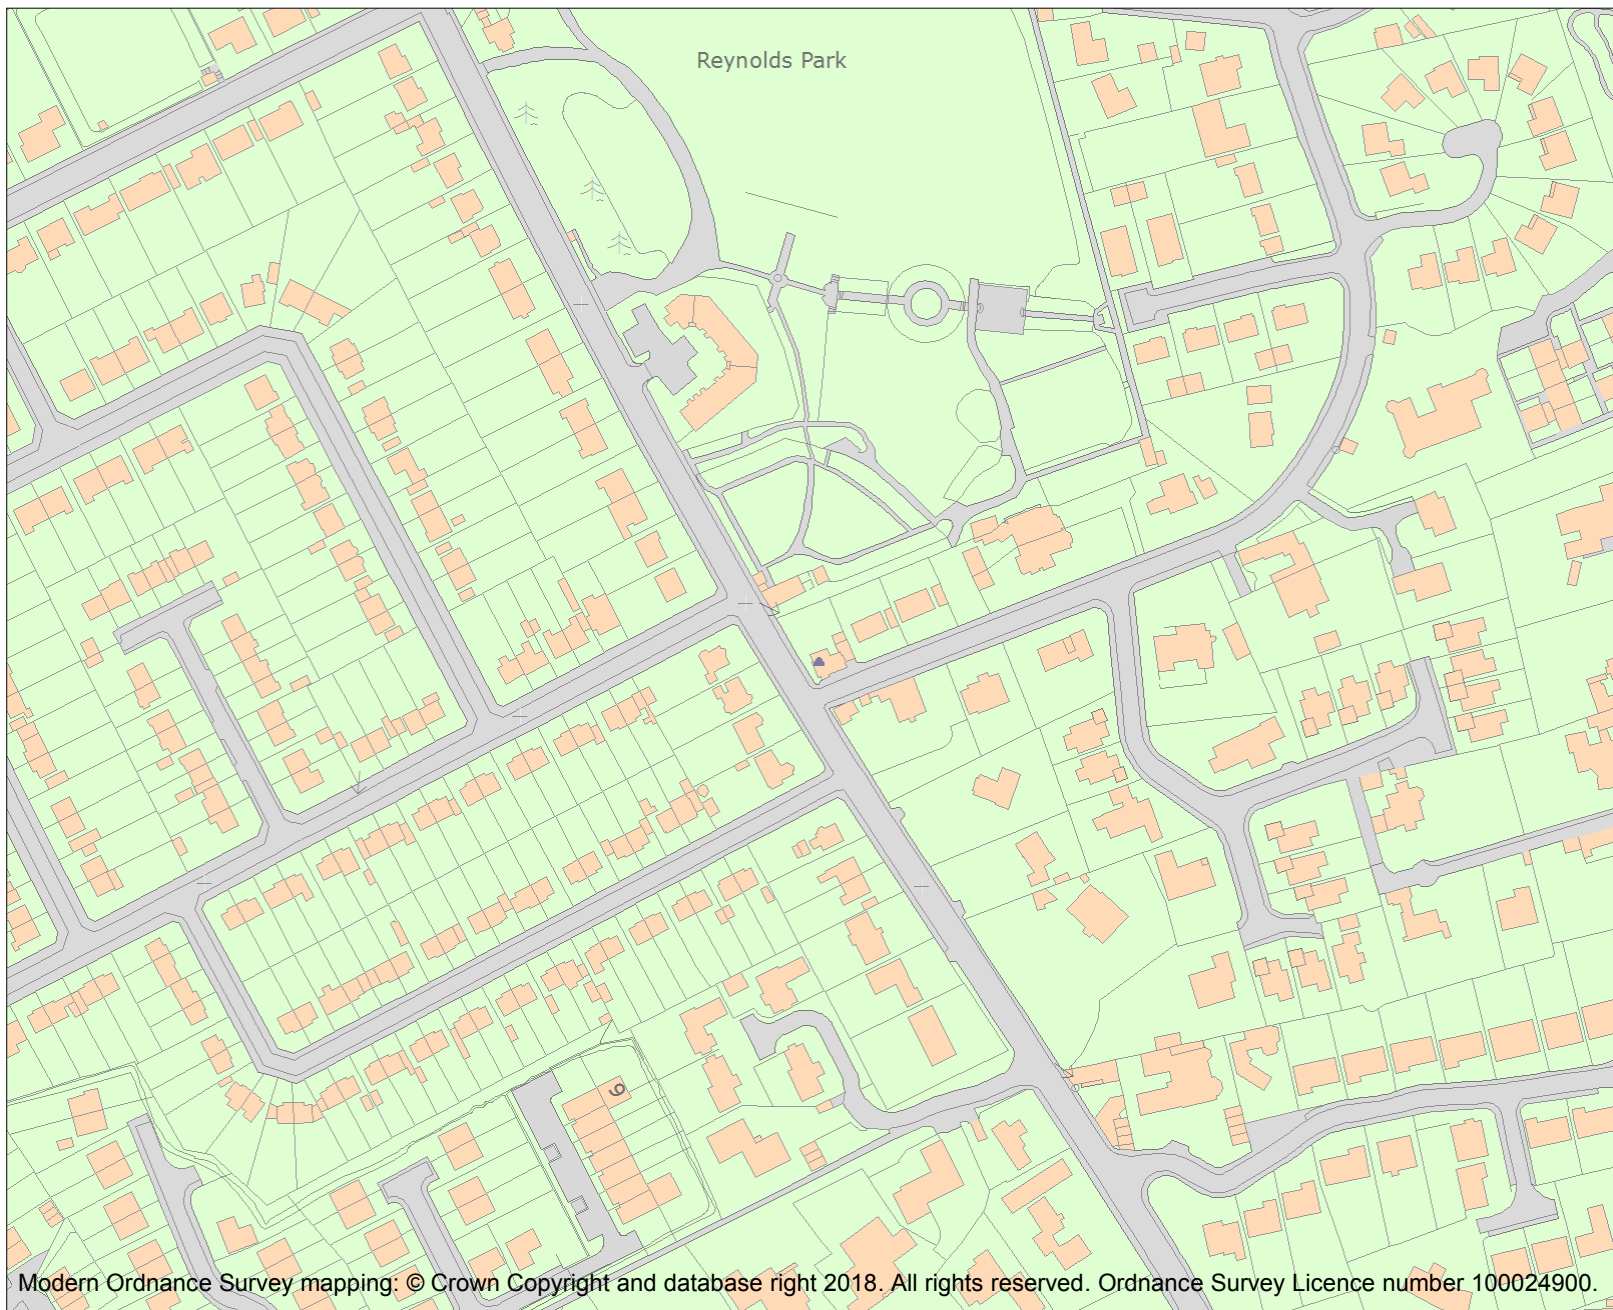 Reynolds Park
9
Modern Ordnance Survey mapping: © Crown Copyright and database right 2018. All rights reserved. Ordnance Survey Licence number 100024900.